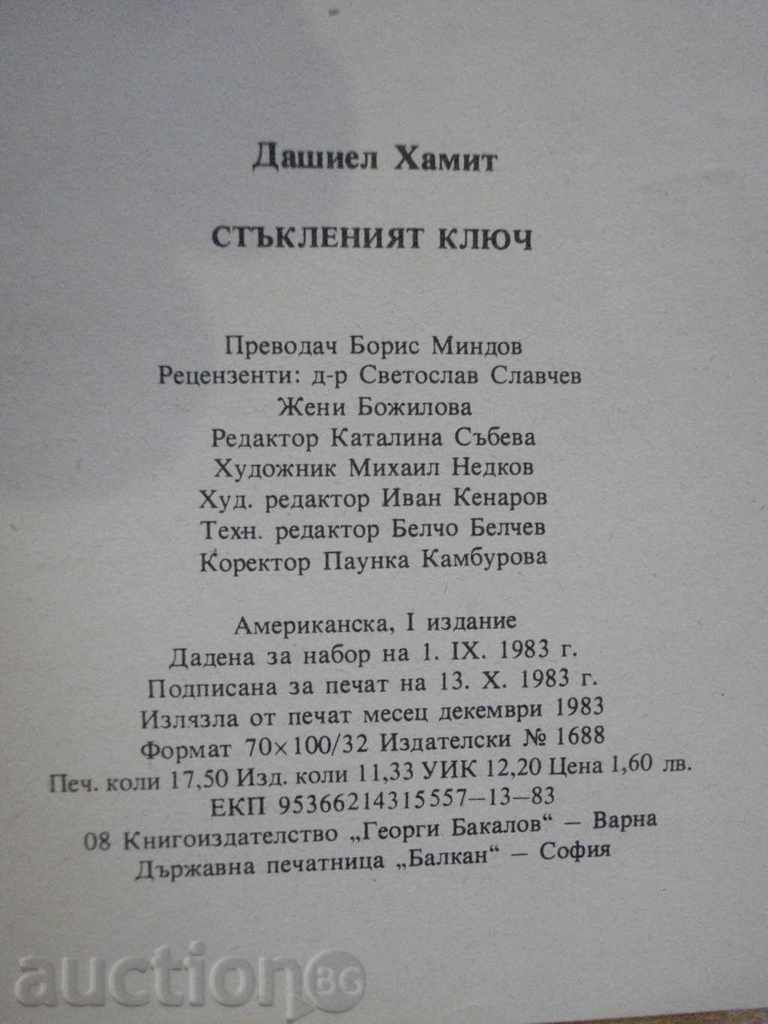 Дашиел Хамит
СТЪКЛЕНИЯТ КЛЮЧ
Преводач Борис Миндов
Рецензенти: д-р Светослав Славчев
Жени Божилова
Редактор Каталина Събева
Художник Михаил Недков
Худ. редактор Иван Кенаров
Техн. редактор Белчо Белчев
Коректор Паунка Камбурова
Американска, I издание
Дадена за набор на 1. IX. 1983 г.
Подписана за печат на 13. X. 1983 г.
Излязла от печат месец декември 1983
Формат 70×100/32 Издателски № 1688
Печ. коли 17,50 Изд. коли 11,33 УИК 12,20 Цена 1,60 лв.
ЕКП 95366214315557–13–83
08 Книгоиздателство „Георги Бакалов“ – Варна
Държавна печатница „Балкан“ – София
auction BG